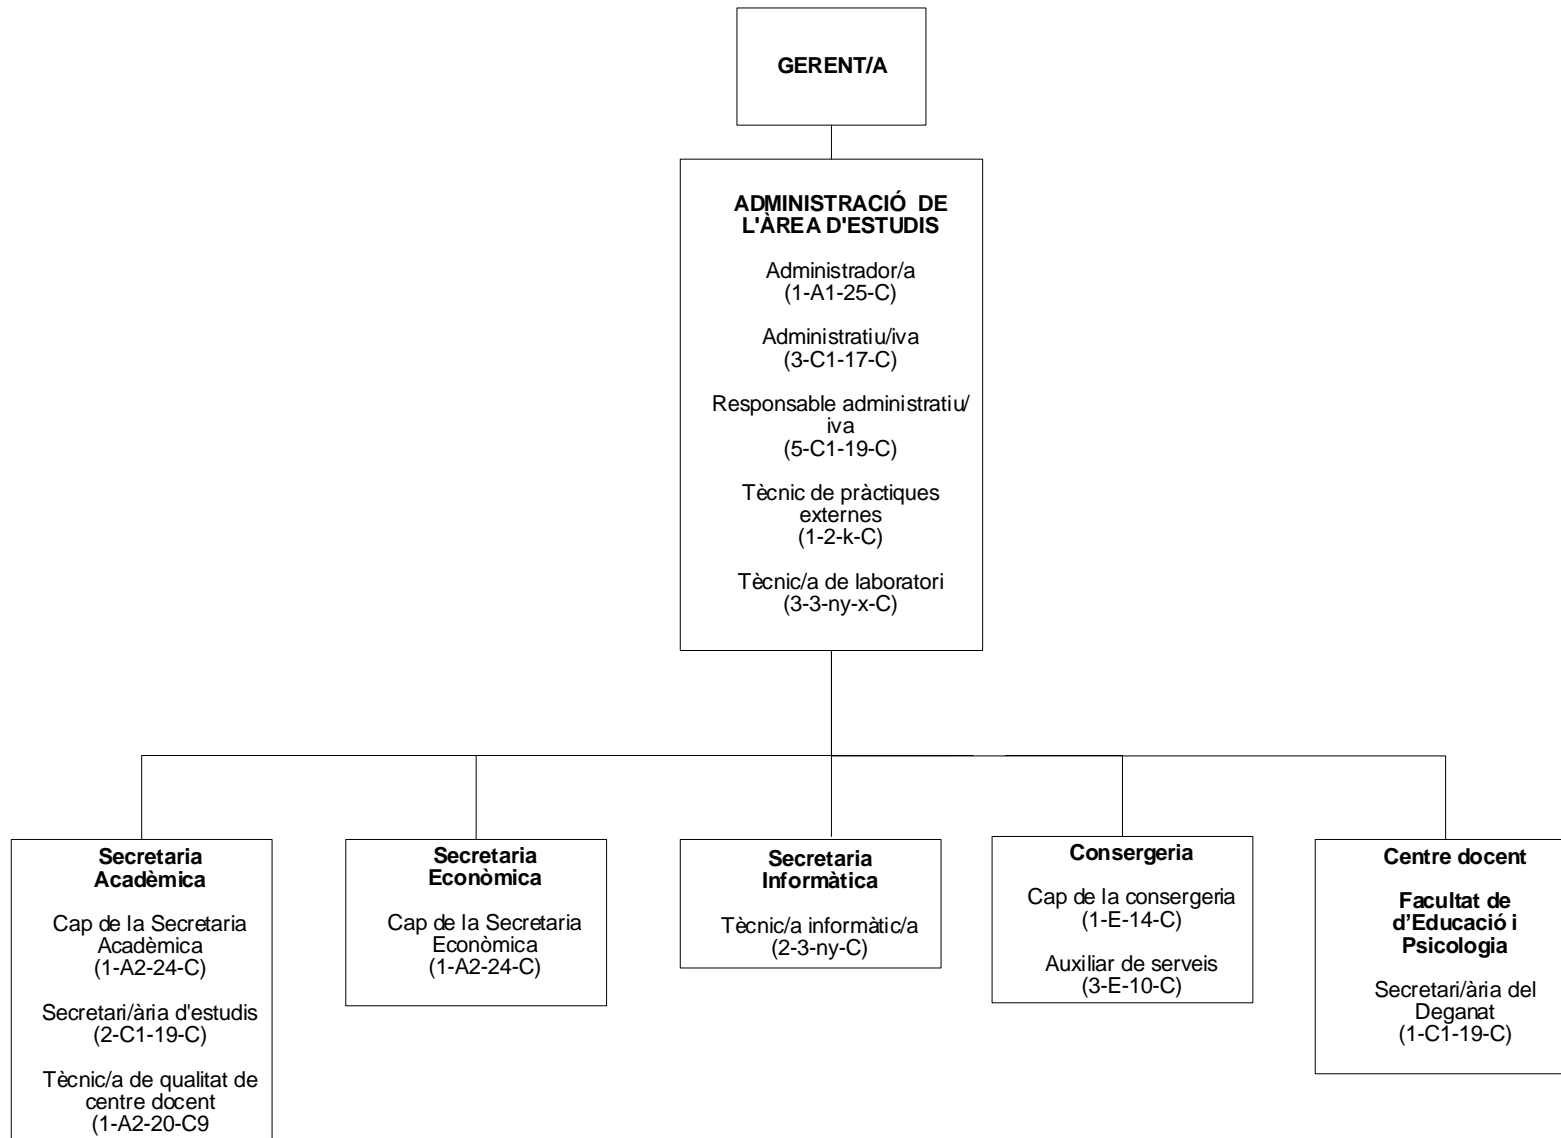 GERENT/A
ADMINISTRACIÓ DE
L'ÀREA D'ESTUDIS
Administrador/a
(1-A1-25-C)
Administratiu/iva
(3-C1-17-C)
Responsable administratiu/
iva
(5-C1-19-C)
Tècnic de pràctiques
externes
(1-2-k-C)
Tècnic/a de laboratori
(3-3-ny-x-C)
Secretaria
Acadèmica
Cap de la Secretaria
Acadèmica
(1-A2-24-C)
Secretari/ària d'estudis
(2-C1-19-C)
Tècnic/a de qualitat de
centre docent
(1-A2-20-C9
Secretaria
Econòmica
Cap de la Secretaria
Econòmica
(1-A2-24-C)
Secretaria
Informàtica
Tècnic/a informàtic/a
(2-3-ny-C)
Consergeria
Cap de la consergeria
(1-E-14-C)
Auxiliar de serveis
(3-E-10-C)
Centre docent
Facultat de
d’Educació i
Psicologia
Secretari/ària del
Deganat
(1-C1-19-C)